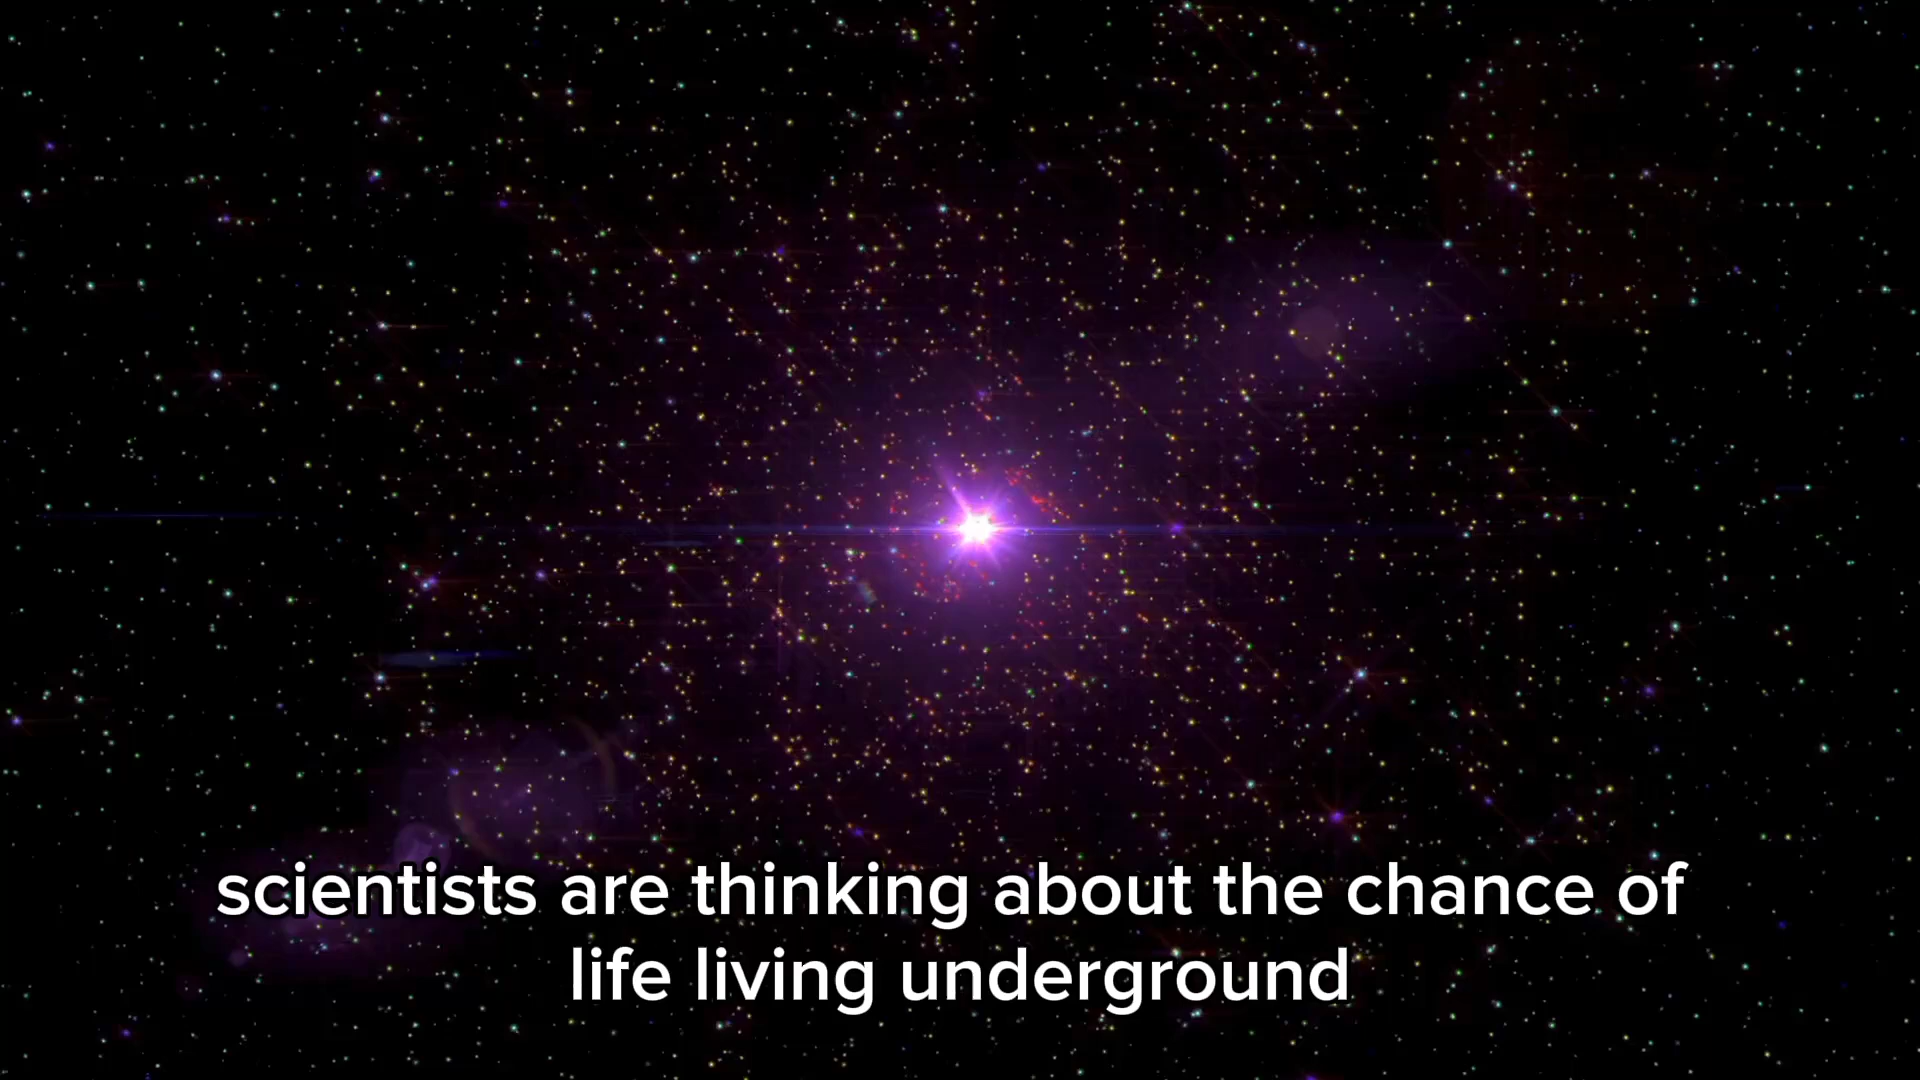 scientists are thinking about the chance of
life living underground